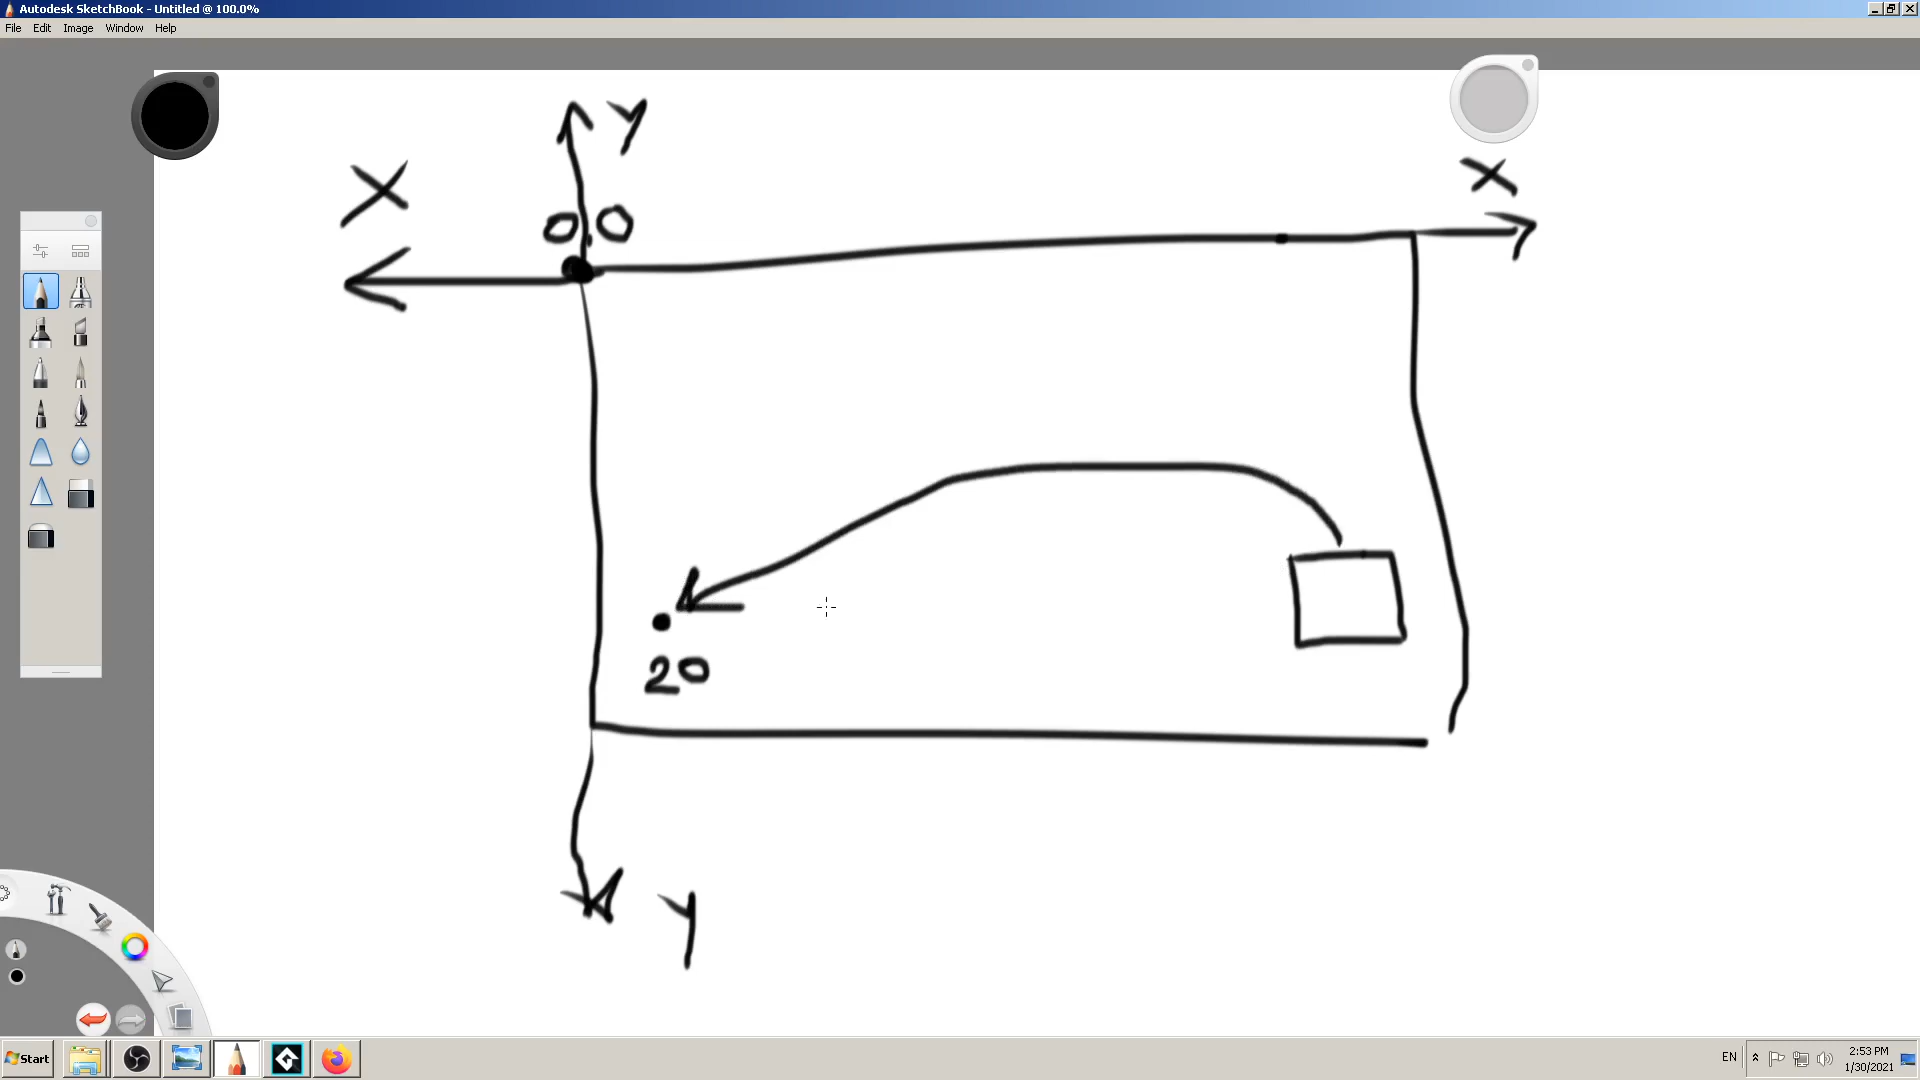 Autodesk SketchBook - Untitled @ 100.0%
File Edit Image Window Help
Y
X
X
0,0
20
Y
Start
EN
2:53 PM
1/30/2021